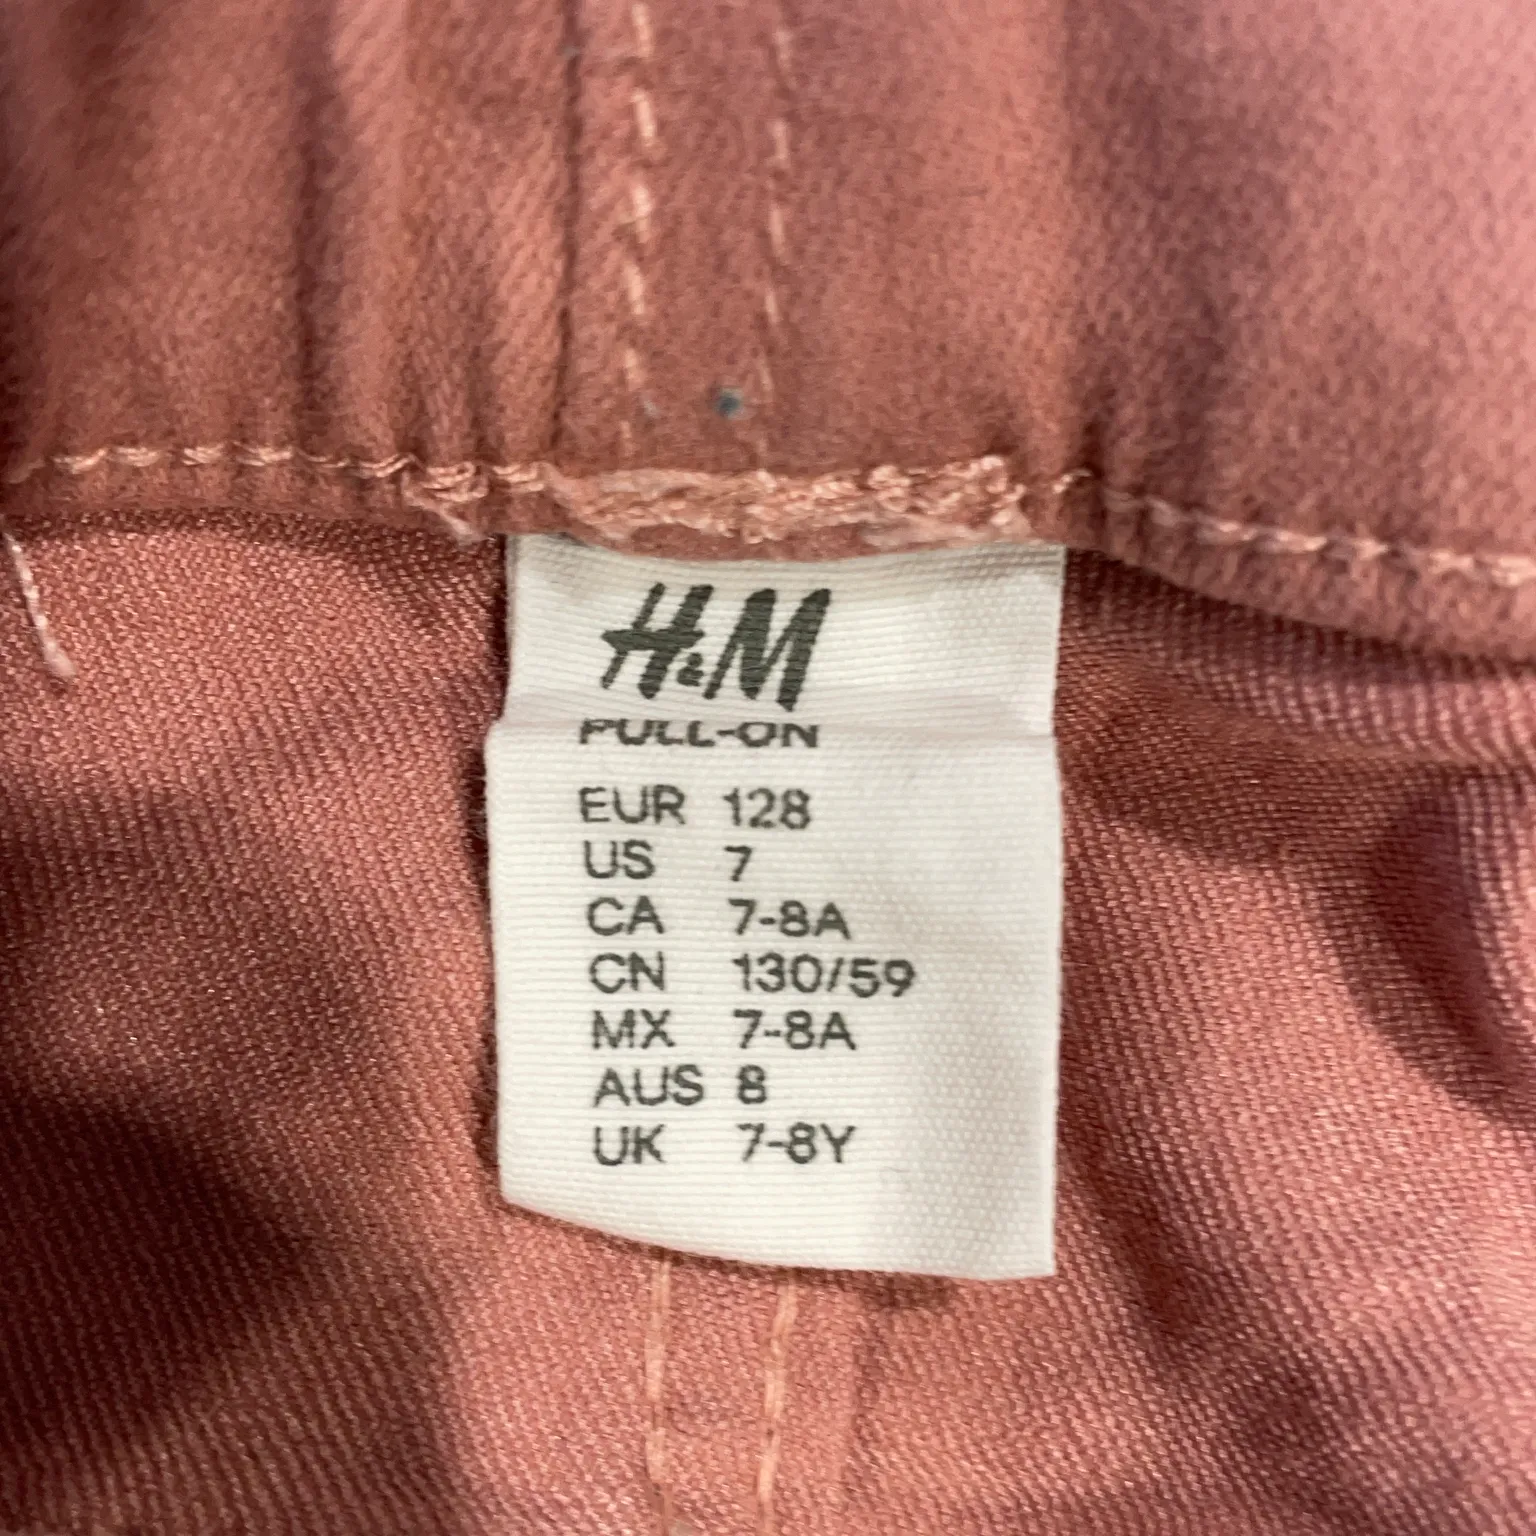 H&M
PULL-ON
EUR 128
US 7
CA 7-8A
CN 130/59
MX 7-8A
AUS 8
UK 7-8Y